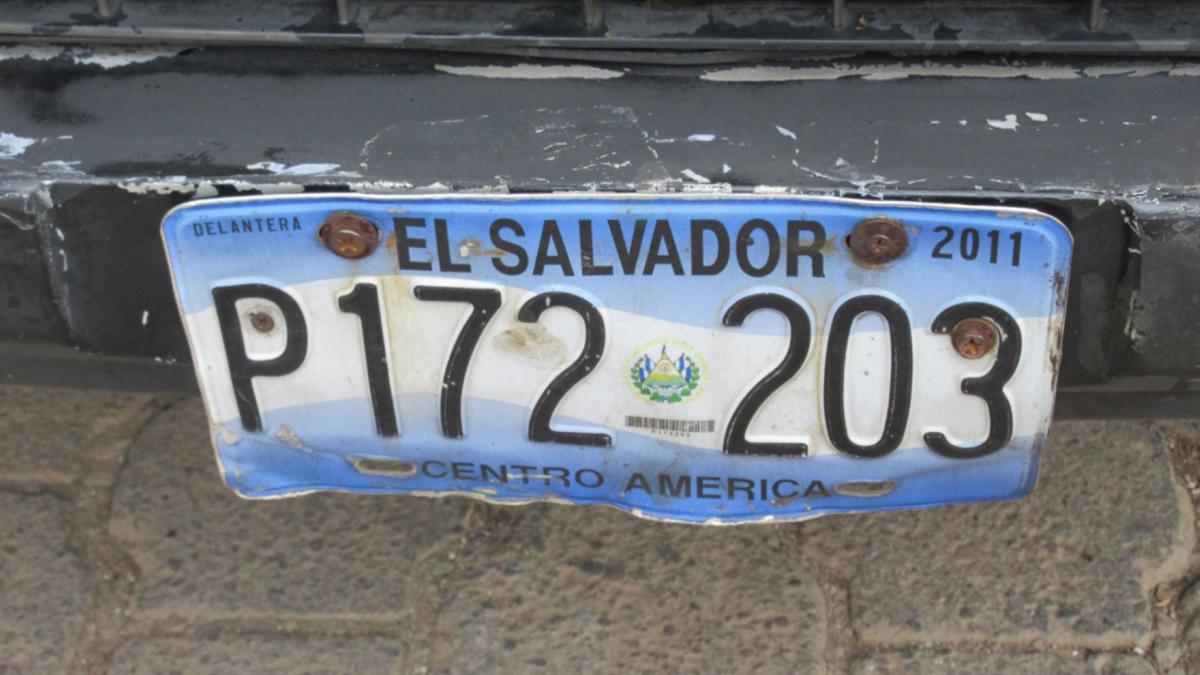 DELANTERA EL SALVADOR 2011
P172 203
CENTRO AMERICA